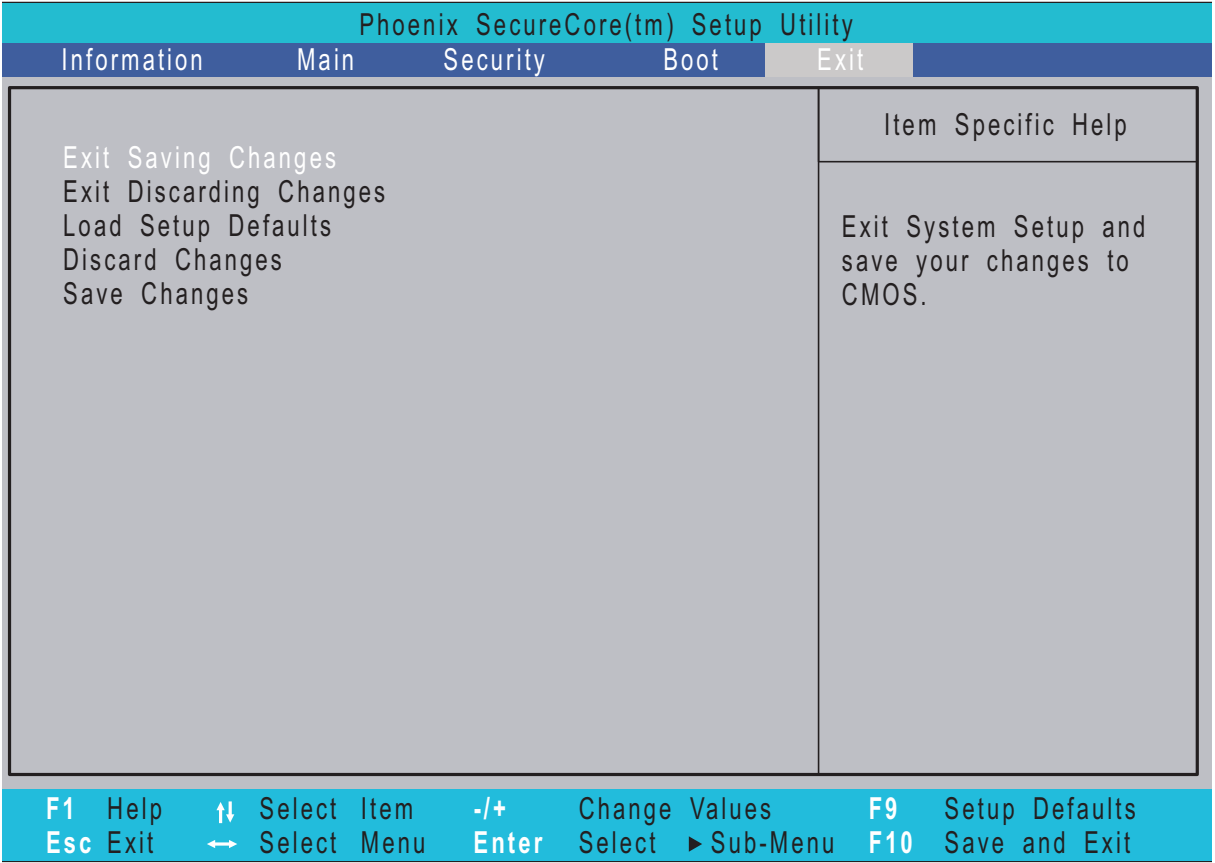 Phoenix SecureCore(tm) Setup Utility
Information Main Security Boot Exit
Exit Saving Changes
Exit Discarding Changes
Load Setup Defaults
Discard Changes
Save Changes
Item Specific Help
Exit System Setup and
save your changes to
CMOS.
F1 Help ↑↓ Select Item -/+ Change Values F9 Setup Defaults
Esc Exit ↔ Select Menu Enter Select ►Sub-Menu F10 Save and Exit